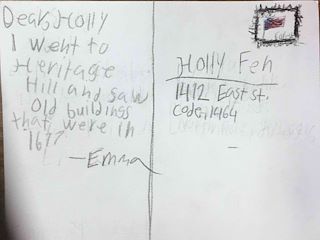 Dear, Holly
I went to
Heritage
Hill and saw
Old buildings
that were in
1677
—Emma
Holly Feh
1412 East st.
Code, 1464